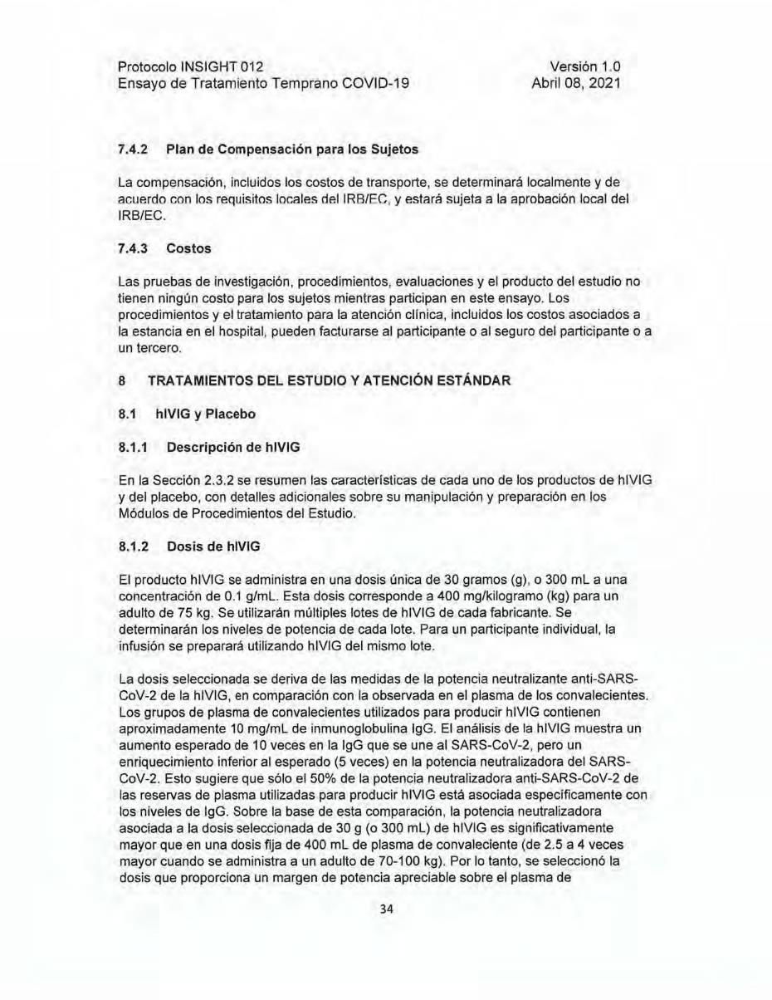 Protocolo INSIGHT 012 Versión 1.0
Ensayo de Tratamiento Temprano COVID-19 Abril 08, 2021
7.4.2 Plan de Compensación para los Sujetos
La compensación, incluidos los costos de transporte, se determinará localmente y de
acuerdo con los requisitos locales del IRB/EC, y estará sujeta a la aprobación local del
IRB/EC.
7.4.3 Costos
Las pruebas de investigación, procedimientos, evaluaciones y el producto del estudio no
tienen ningún costo para los sujetos mientras participan en este ensayo. Los
procedimientos y el tratamiento para la atención clínica, incluidos los costos asociados a
la estancia en el hospital, pueden facturarse al participante o al seguro del participante o a
un tercero.
8 TRATAMIENTOS DEL ESTUDIO Y ATENCIÓN ESTÁNDAR
8.1 hIVIG y Placebo
8.1.1 Descripción de hIVIG
En la Sección 2.3.2 se resumen las características de cada uno de los productos de hIVIG
y del placebo, con detalles adicionales sobre su manipulación y preparación en los
Módulos de Procedimientos del Estudio.
8.1.2 Dosis de hIVIG
El producto hIVIG se administra en una dosis única de 30 gramos (g), o 300 mL a una
concentración de 0.1 g/mL. Esta dosis corresponde a 400 mg/kilogramo (kg) para un
adulto de 75 kg. Se utilizarán múltiples lotes de hIVIG de cada fabricante. Se
determinarán los niveles de potencia de cada lote. Para un participante individual, la
infusión se preparará utilizando hIVIG del mismo lote.
La dosis seleccionada se deriva de las medidas de la potencia neutralizante anti-SARS-
CoV-2 de la hIVIG, en comparación con la observada en el plasma de los convalecientes.
Los grupos de plasma de convalecientes utilizados para producir hIVIG contienen
aproximadamente 10 mg/mL de inmunoglobulina IgG. El análisis de la hIVIG muestra un
aumento esperado de 10 veces en la IgG que se une al SARS-CoV-2, pero un
enriquecimiento inferior al esperado (5 veces) en la potencia neutralizadora del SARS-
CoV-2. Esto sugiere que sólo el 50% de la potencia neutralizadora anti-SARS-CoV-2 de
las reservas de plasma utilizadas para producir hIVIG está asociada específicamente con
los niveles de IgG. Sobre la base de esta comparación, la potencia neutralizadora
asociada a la dosis seleccionada de 30 g (o 300 mL) de hIVIG es significativamente
mayor que en una dosis fija de 400 mL de plasma de convaleciente (de 2.5 a 4 veces
mayor cuando se administra a un adulto de 70-100 kg). Por lo tanto, se seleccionó la
dosis que proporciona un margen de potencia apreciable sobre el plasma de
34